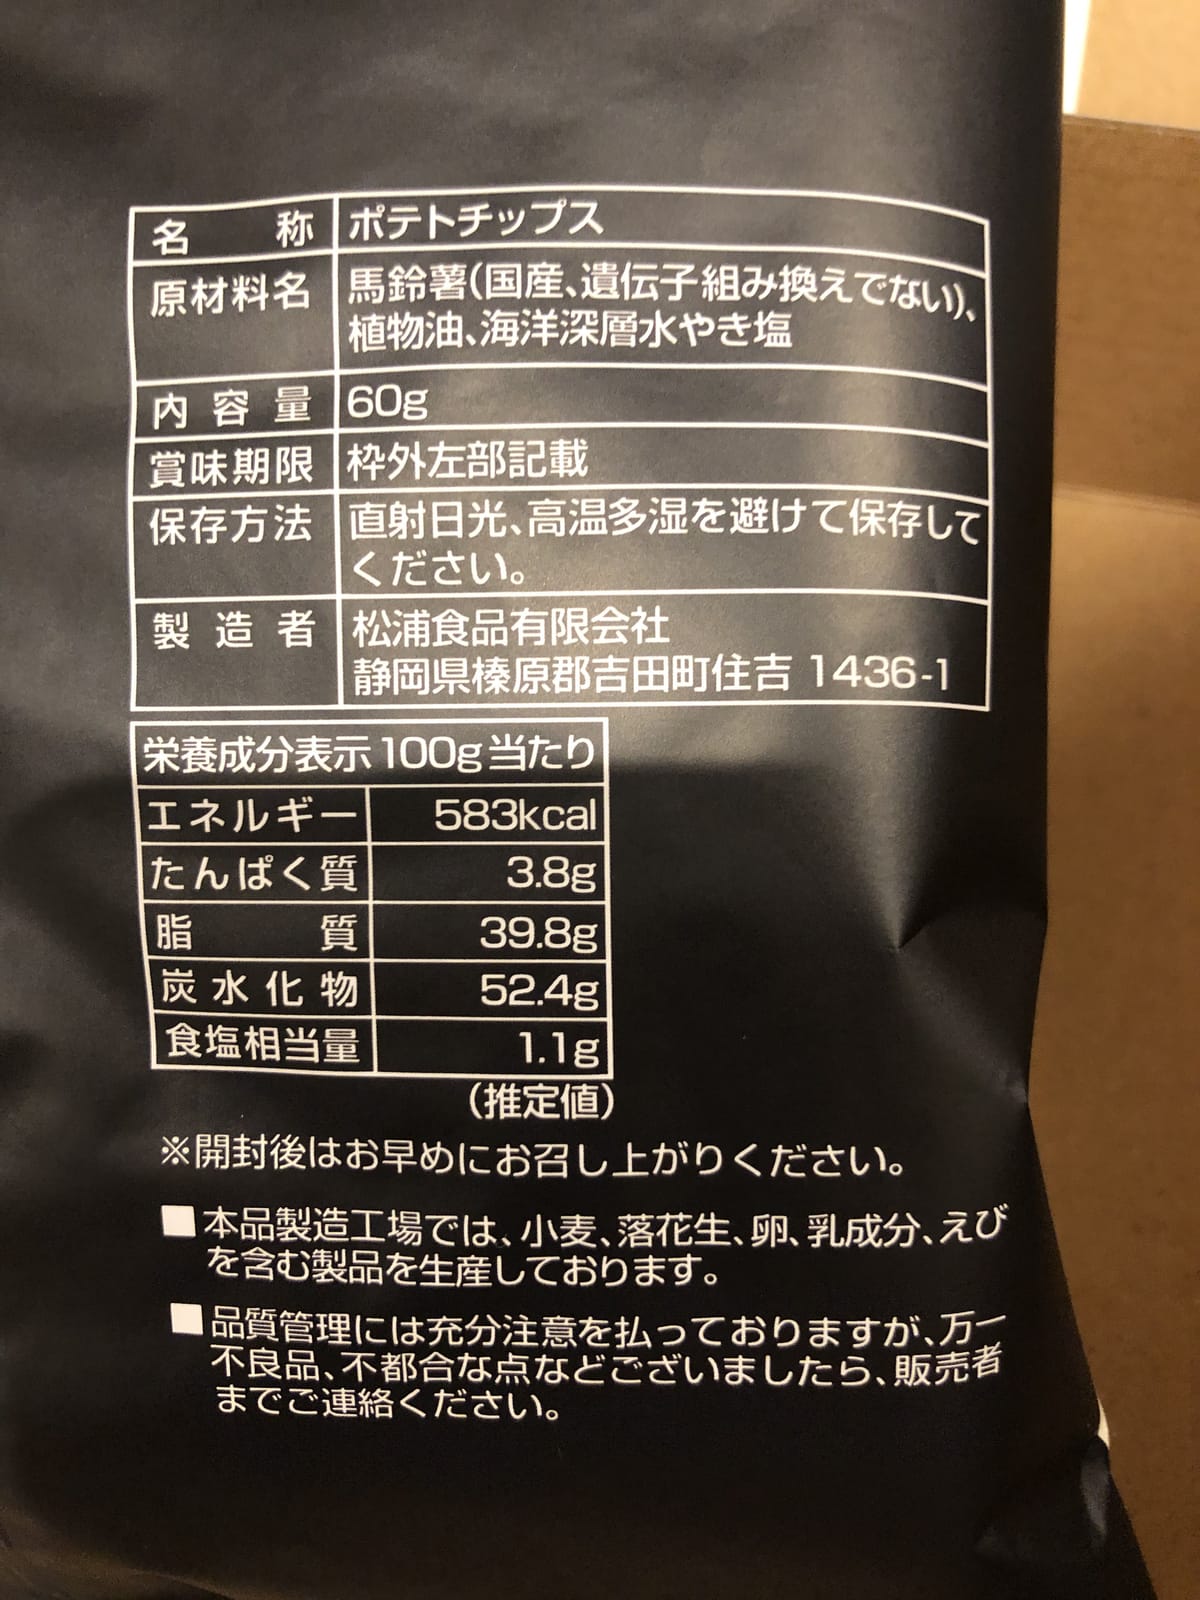 名称 ポテトチップス
原材料名 馬鈴薯(国産、遺伝子組み換えでない)、
植物油、海洋深層水やき塩
内容量 60g
賞味期限 枠外左部記載
保存方法 直射日光、高温多湿を避けて保存して
ください。
製造者 松浦食品有限会社
静岡県榛原郡吉田町住吉 1436-1
栄養成分表示100g当たり
エネルギー 583kcal
たんぱく質 3.8g
脂質 39.8g
炭水化物 52.4g
食塩相当量 1.1g
(推定値)
※開封後はお早めにお召し上がりください。
■本品製造工場では、小麦、落花生、卵、乳成分、えび
を含む製品を生産しております。
■品質管理には充分注意を払っておりますが、万一
不良品、不都合な点などございましたら、販売者
までご連絡ください。